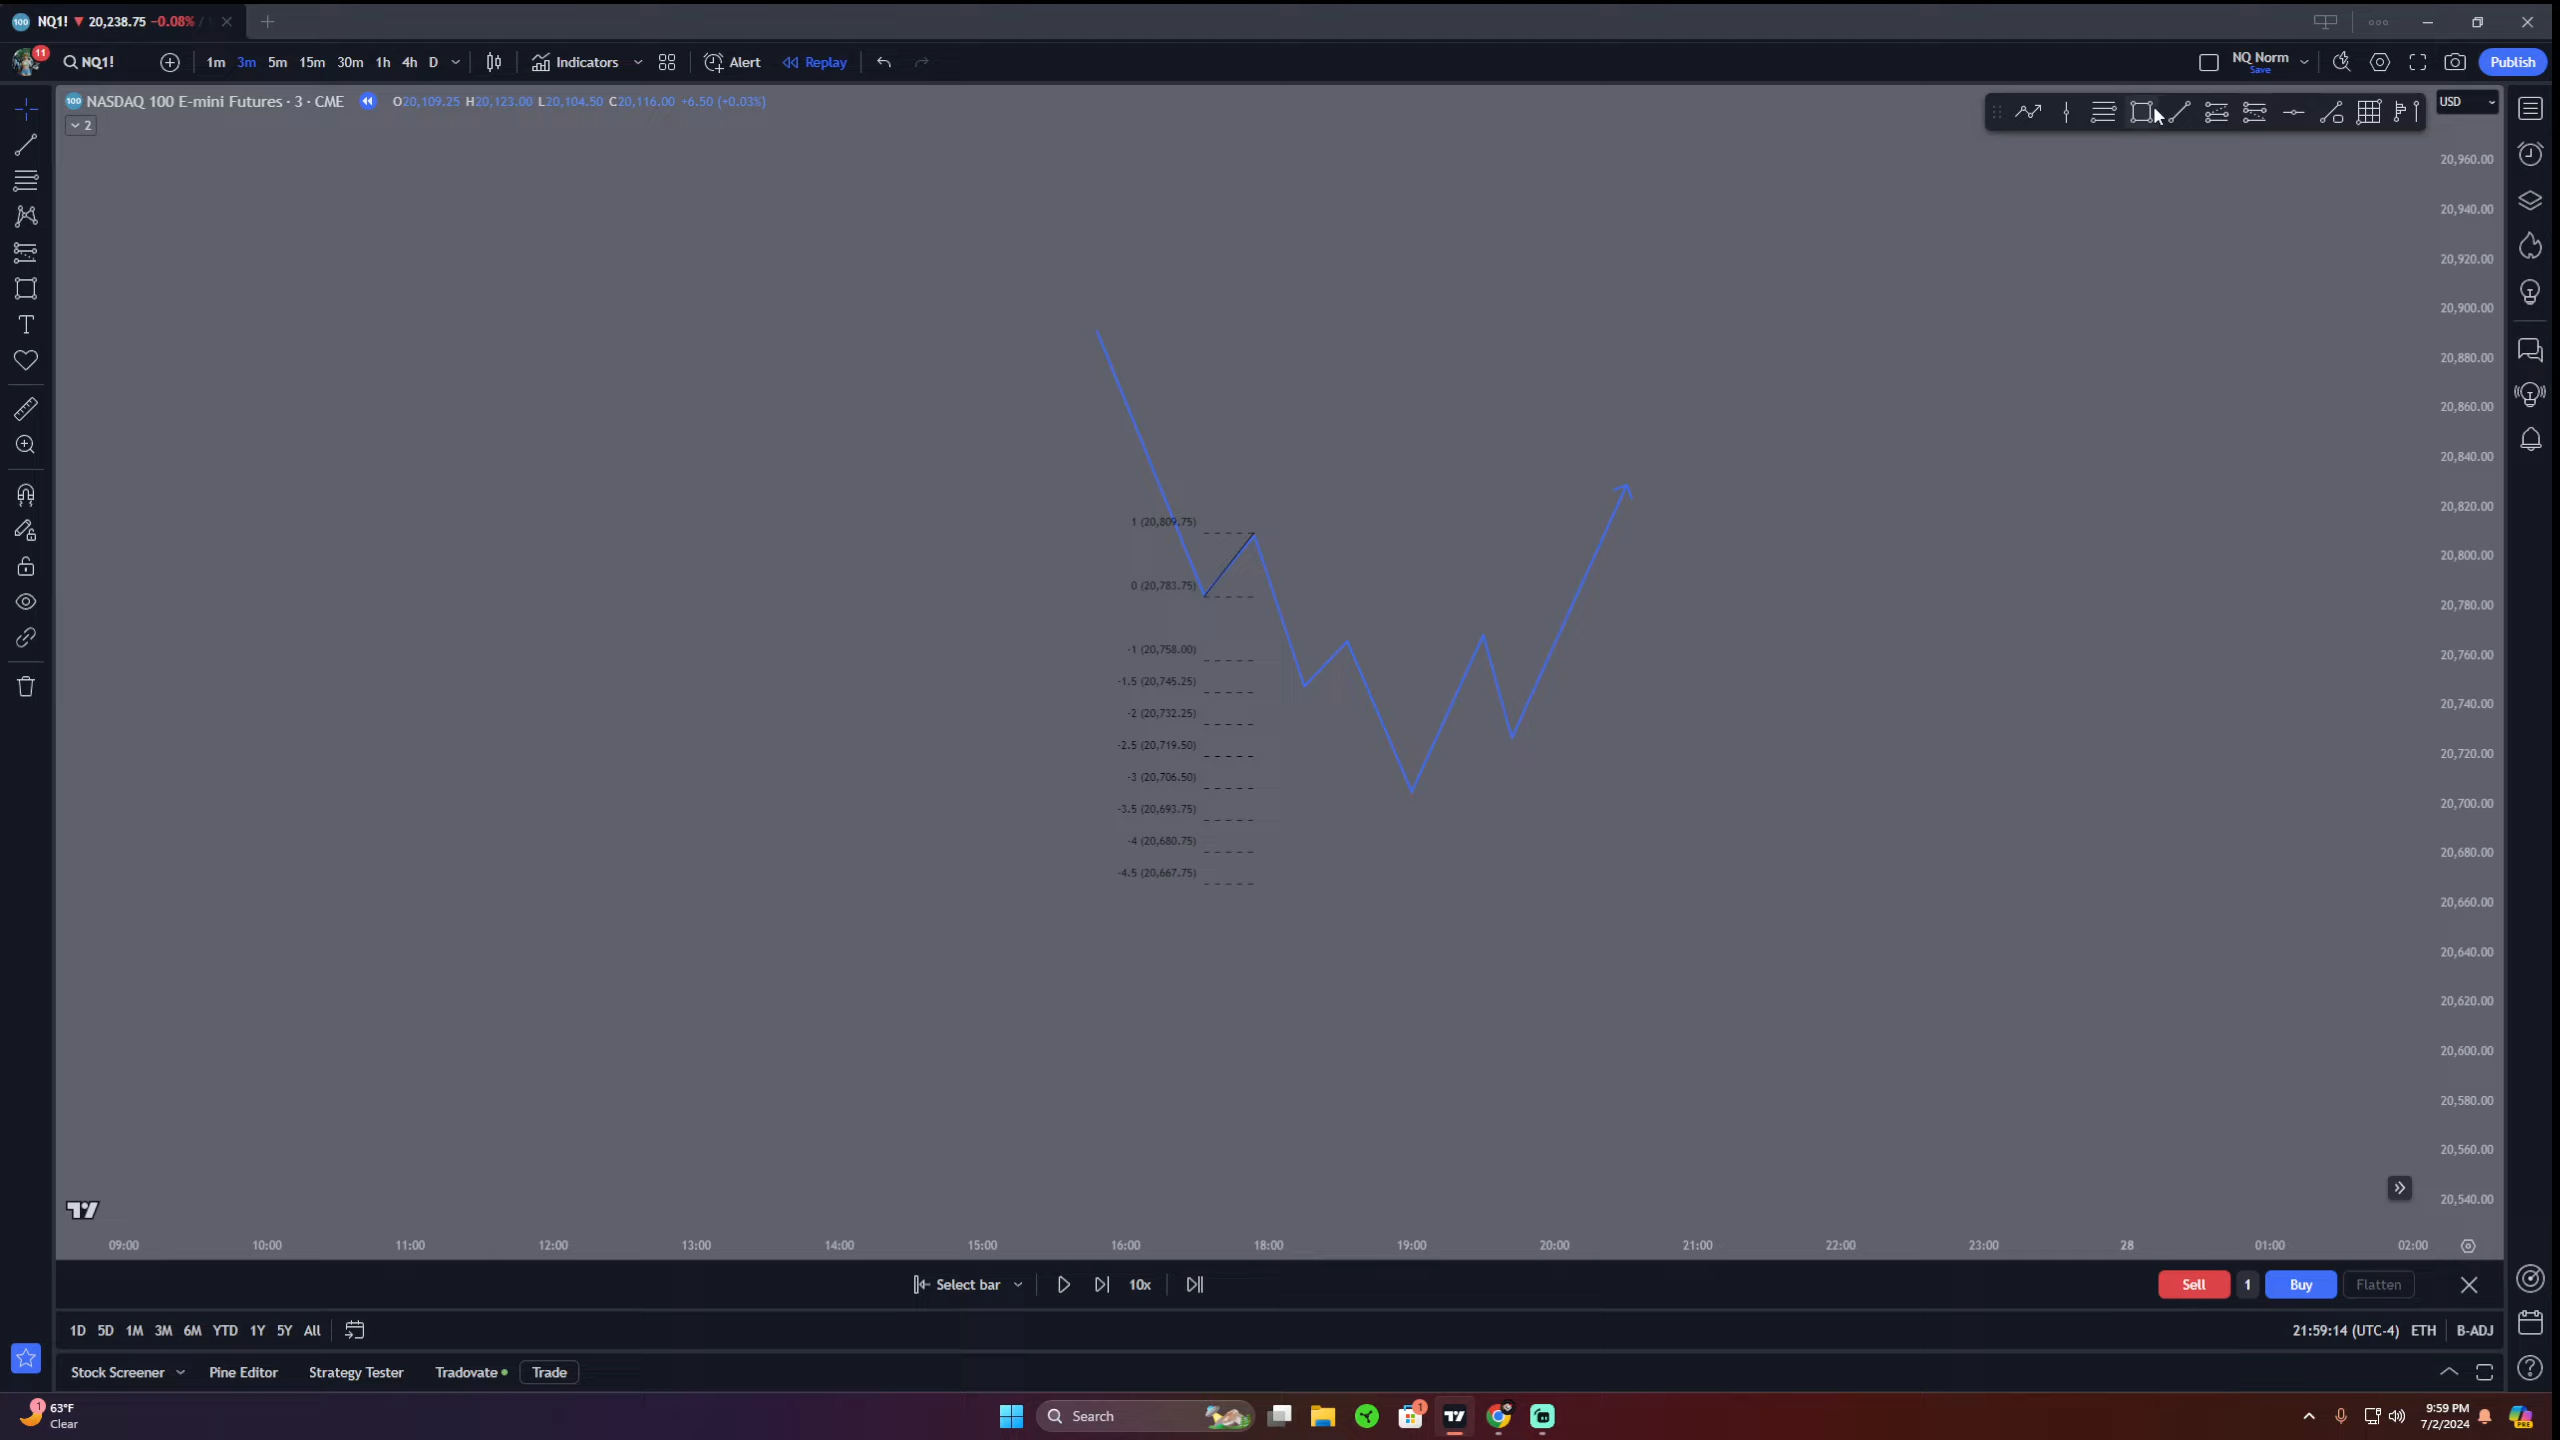 NQ1! ▼ 20,238.75 −0.08% /
11
NQ1!
1m 3m 5m 15m 30m 1h 4h D
Indicators
Alert
Replay
NQ Norm
Save
Publish
100 NASDAQ 100 E-mini Futures · 3 · CME
O20,109.25 H20,123.00 L20,104.50 C20,116.00 +6.50 (+0.03%)
2
USD
20,960.00
20,940.00
20,920.00
20,900.00
20,880.00
20,860.00
20,840.00
20,820.00
20,800.00
20,780.00
20,760.00
20,740.00
20,720.00
20,700.00
20,680.00
20,660.00
20,640.00
20,620.00
20,600.00
20,580.00
20,560.00
20,540.00
1 (20,809.75)
0 (20,783.75)
-1 (20,758.00)
-1.5 (20,745.25)
-2 (20,732.25)
-2.5 (20,719.50)
-3 (20,706.50)
-3.5 (20,693.75)
-4 (20,680.75)
-4.5 (20,667.75)
09:00 10:00 11:00 12:00 13:00 14:00 15:00 16:00 18:00 19:00 20:00 21:00 22:00 23:00 28 01:00 02:00
Select bar
10x
Sell 1 Buy Flatten
1D 5D 1M 3M 6M YTD 1Y 5Y All
21:59:14 (UTC-4) ETH B-ADJ
Stock Screener Pine Editor Strategy Tester Tradovate Trade
1
63°F
Clear
Search
1
9:59 PM
7/2/2024
PRE